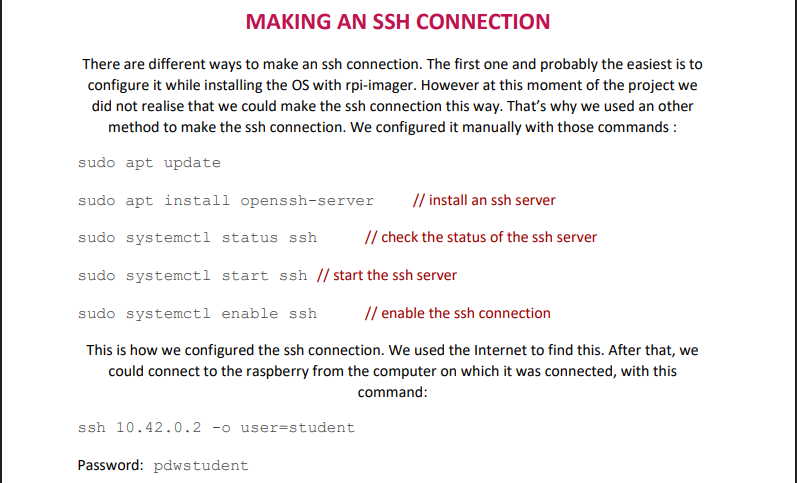 MAKING AN SSH CONNECTION
There are different ways to make an ssh connection. The first one and probably the easiest is to
configure it while installing the OS with rpi-imager. However at this moment of the project we
did not realise that we could make the ssh connection this way. That’s why we used an other
method to make the ssh connection. We configured it manually with those commands :
sudo apt update
sudo apt install openssh-server // install an ssh server
sudo systemctl status ssh // check the status of the ssh server
sudo systemctl start ssh // start the ssh server
sudo systemctl enable ssh // enable the ssh connection
This is how we configured the ssh connection. We used the Internet to find this. After that, we
could connect to the raspberry from the computer on which it was connected, with this
command:
ssh 10.42.0.2 -o user=student
Password: pdwstudent